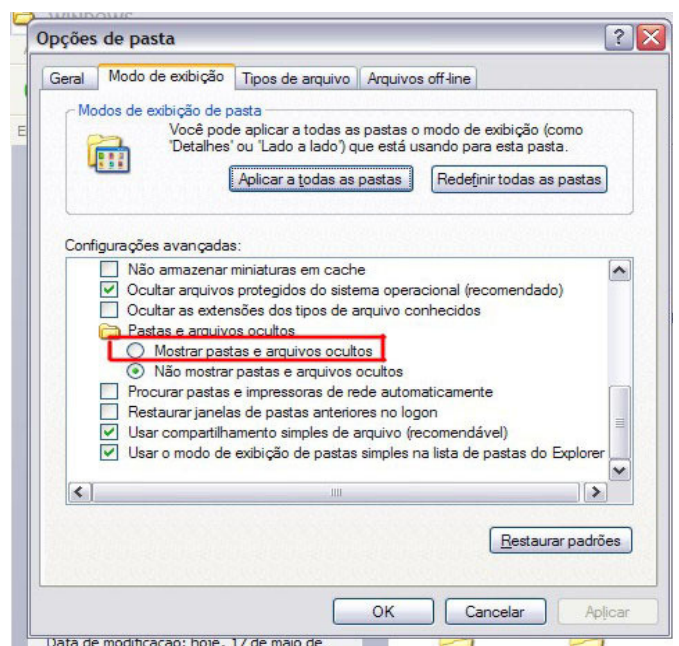 WINDOWS
Opções de pasta
Geral Modo de exibição Tipos de arquivo Arquivos off-line
Modos de exibição de pasta
Você pode aplicar a todas as pastas o modo de exibição (como
'Detalhes' ou 'Lado a lado') que está usando para esta pasta.
Aplicar a todas as pastas Redefinir todas as pastas
Configurações avançadas:
Não armazenar miniaturas em cache
Ocultar arquivos protegidos do sistema operacional (recomendado)
Ocultar as extensões dos tipos de arquivo conhecidos
Pastas e arquivos ocultos
Mostrar pastas e arquivos ocultos
Não mostrar pastas e arquivos ocultos
Procurar pastas e impressoras de rede automaticamente
Restaurar janelas de pastas anteriores no logon
Usar compartilhamento simples de arquivo (recomendável)
Usar o modo de exibição de pastas simples na lista de pastas do Explorer
Restaurar padrões
OK Cancelar Aplicar
Data de modificação: hoje, 17 de maio de